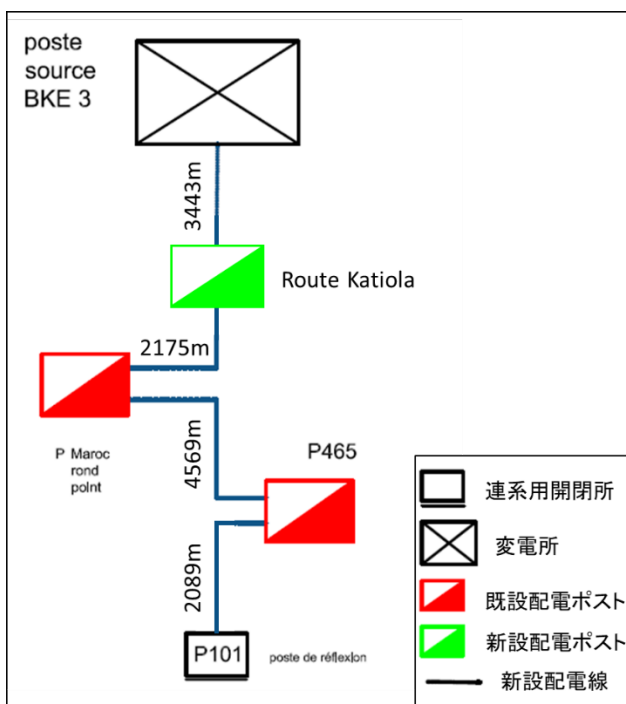 poste
source
BKE 3
3443m
Route Katiola
2175m
P Maroc
rond
point
4569m
P465
2089m
P101
poste de réflexion
連系用開閉所
変電所
既設配電ポスト
新設配電ポスト
新設配電線